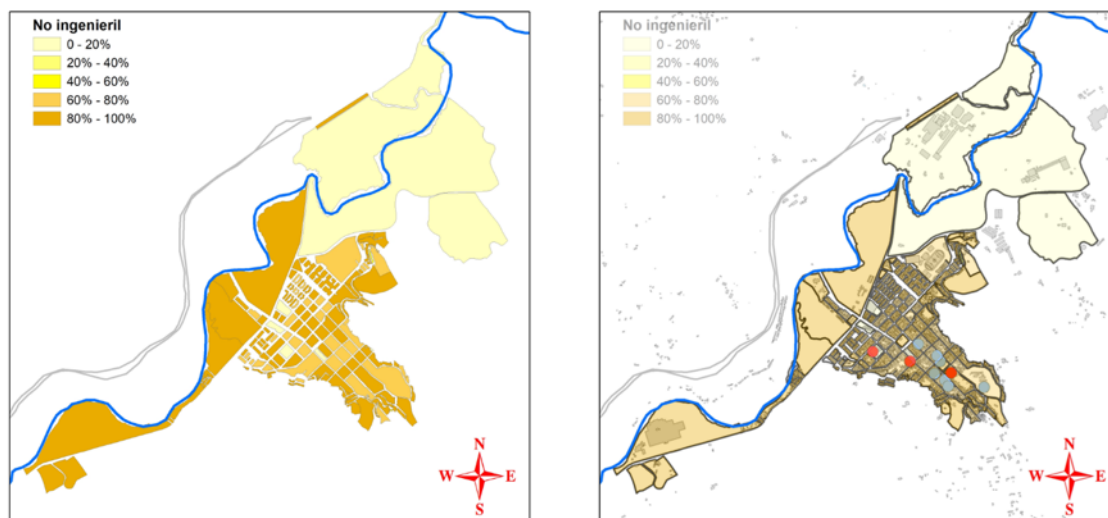 No ingenieril
0 - 20%
20% - 40%
40% - 60%
60% - 80%
80% - 100%
N
W E
S
No ingenieril
0 - 20%
20% - 40%
40% - 60%
60% - 80%
80% - 100%
N
W E
S